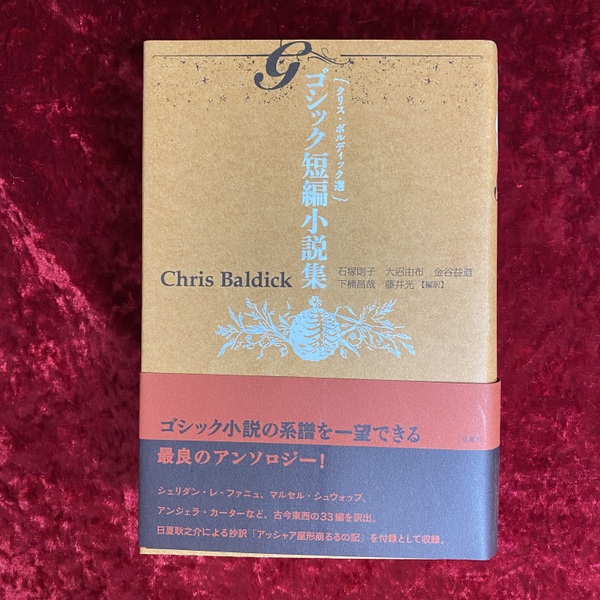 G
〔クリス・ボルディック選〕
ゴシック短編小説集
Chris Baldick
石塚則子 大沼由布 金谷益道
下楠昌哉 藤井光【編訳】
ゴシック小説の系譜を一望できる
春風社
最良のアンソロジー!
シェリダン・レ・ファニュ、マルセル・シュウォッブ、
アンジェラ・カーターなど、古今東西の33編を訳出。
日夏耿之介による抄訳「アッシャア屋形崩るるの記」を付録として収録。